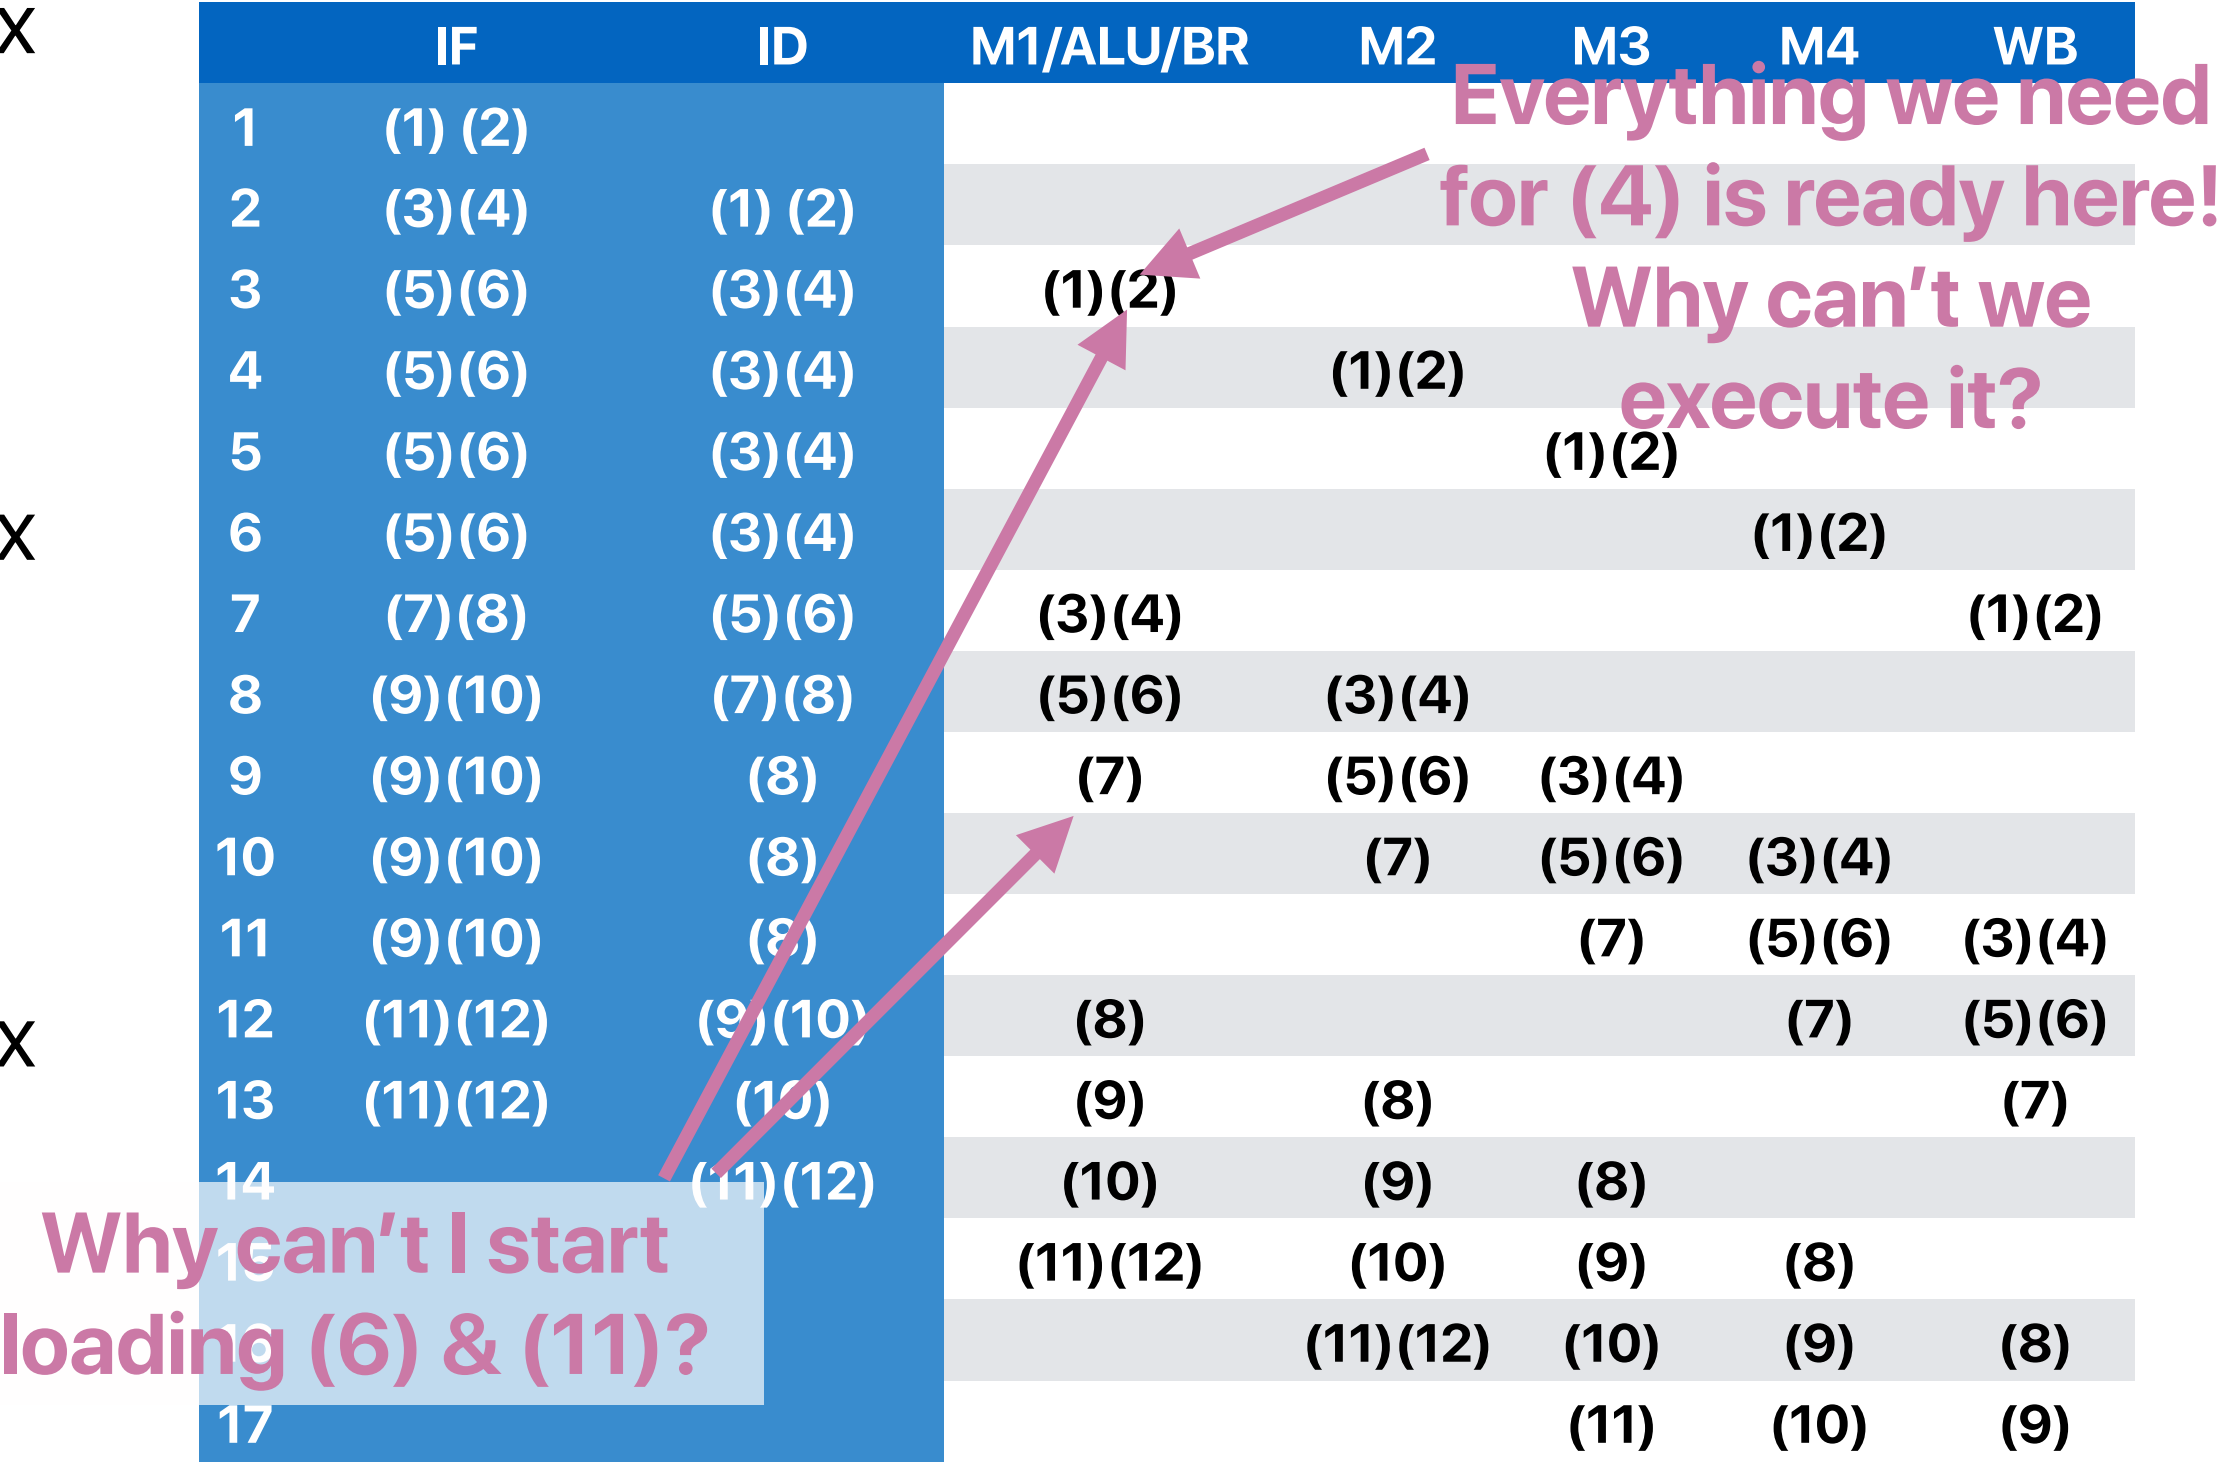 x
IF ID M1/ALU/BR M2 M3 M4 WB
1 (1) (2)
2 (3)(4) (1) (2)
3 (5)(6) (3)(4) (1)(2)
4 (5)(6) (3)(4) (1)(2)
5 (5)(6) (3)(4) (1)(2)
6 (5)(6) (3)(4) (1)(2)
7 (7)(8) (5)(6) (3)(4) (1)(2)
8 (9)(10) (7)(8) (5)(6) (3)(4)
9 (9)(10) (8) (7) (5)(6) (3)(4)
10 (9)(10) (8) (7) (5)(6) (3)(4)
11 (9)(10) (8) (7) (5)(6) (3)(4)
12 (11)(12) (9)(10) (8) (7) (5)(6)
13 (11)(12) (10) (9) (8) (7)
14 (11)(12) (10) (9) (8)
15 (11)(12) (10) (9) (8)
16 (11)(12) (10) (9) (8)
17 (11) (10) (9)
Everything we need
for (4) is ready here!
Why can't we
execute it?
x
x
Why can't I start
loading (6) & (11)?